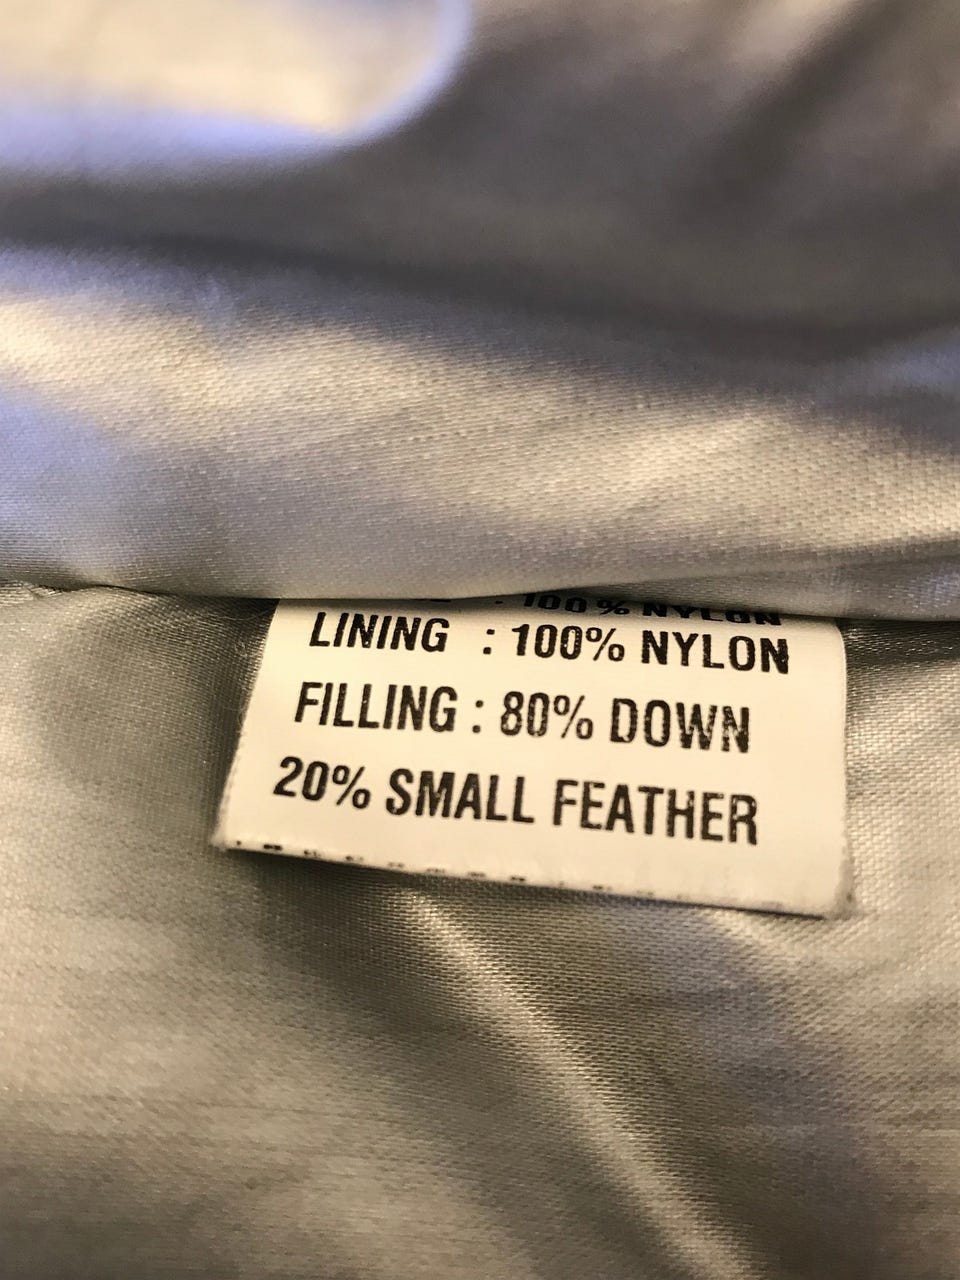 : 100% NYLON
LINING : 100% NYLON
FILLING : 80% DOWN
20% SMALL FEATHER